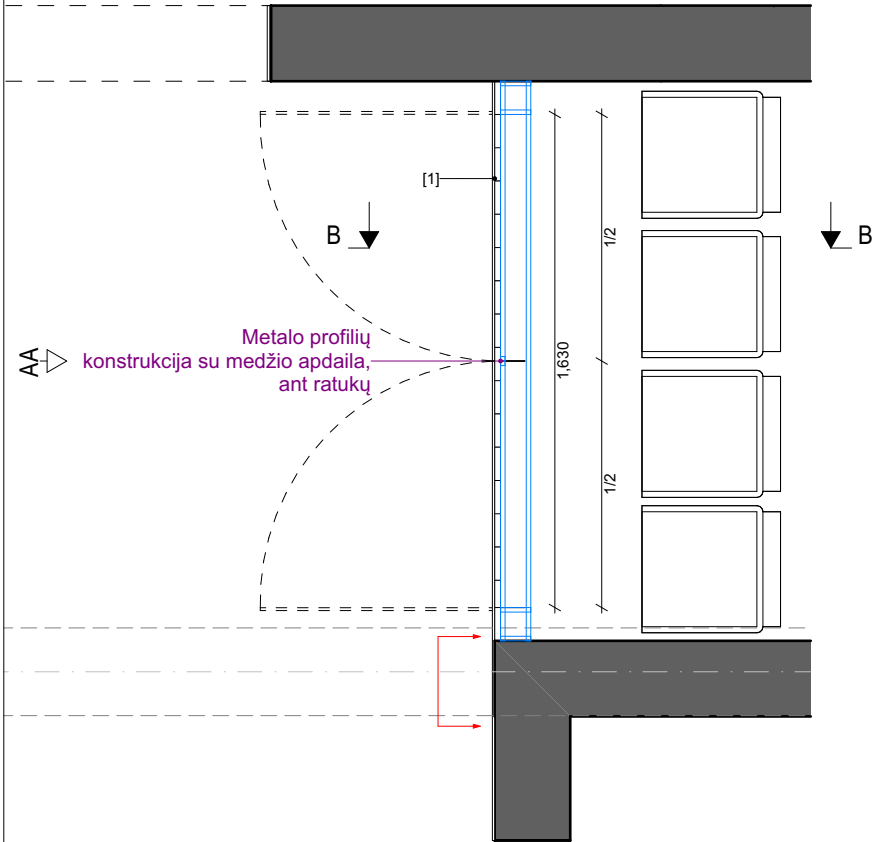 [1]
B
B
1/2
Metalo profilių
konstrukcija su medžio apdaila,
ant ratukų
AA
1,630
1/2